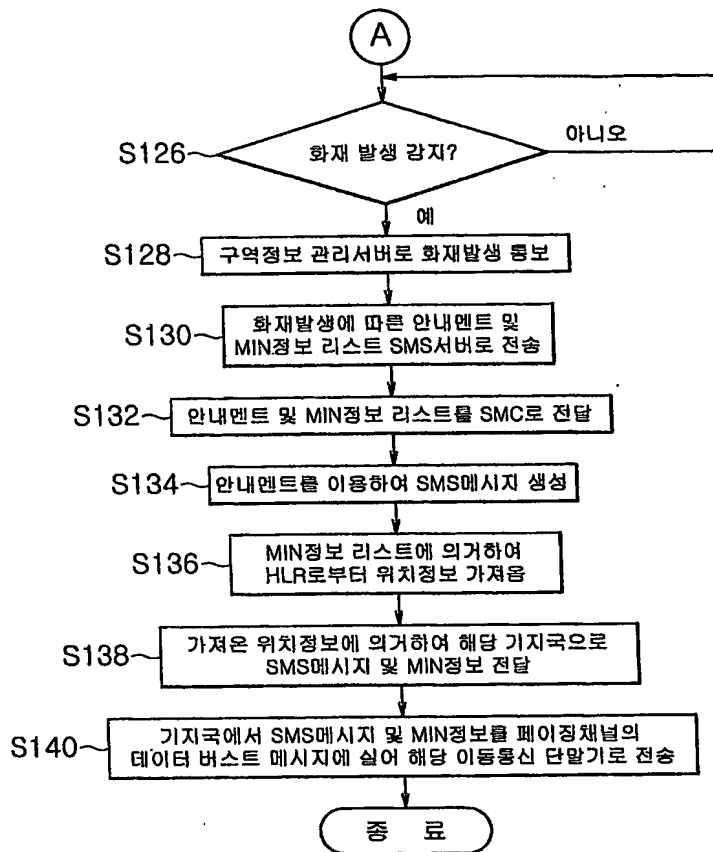 A
S126
화재 발생 감지?
아니오
예
S128
구역정보 관리서버로 화재발생 통보
S130
화재발생에 따른 안내멘트 및
MIN정보 리스트 SMS서버로 전송
S132
안내멘트 및 MIN정보 리스트를 SMC로 전달
S134
안내멘트를 이용하여 SMS메시지 생성
S136
MIN정보 리스트에 의거하여
HLR로부터 위치정보 가져옴
S138
가져온 위치정보에 의거하여 해당 기지국으로
SMS메시지 및 MIN정보 전달
S140
기지국에서 SMS메시지 및 MIN정보를 페이징채널의
데이터 버스트 메시지에 실어 해당 이동통신 단말기로 전송
종 료